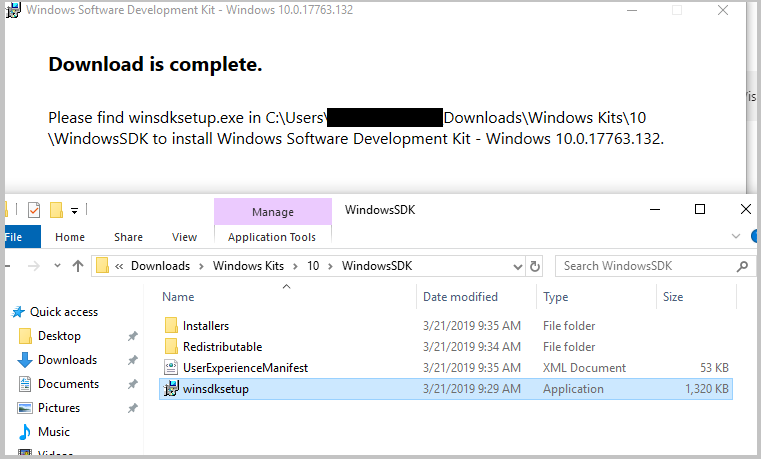 Windows Software Development Kit - Windows 10.0.17763.132
Download is complete.
Please find winsdksetup.exe in C:\Users\ Downloads\Windows Kits\10
\WindowsSDK to install Windows Software Development Kit - Windows 10.0.17763.132.
Manage WindowsSDK
File Home Share View Application Tools
« Downloads > Windows Kits > 10 > WindowsSDK Search WindowsSDK
Name Date modified Type Size
Quick access
Installers 3/21/2019 9:35 AM File folder
Desktop
Redistributable 3/21/2019 9:34 AM File folder
Downloads
UserExperienceManifest 3/21/2019 9:35 AM XML Document 53 KB
Documents
winsdksetup 3/21/2019 9:29 AM Application 1,320 KB
Pictures
Music
Videos